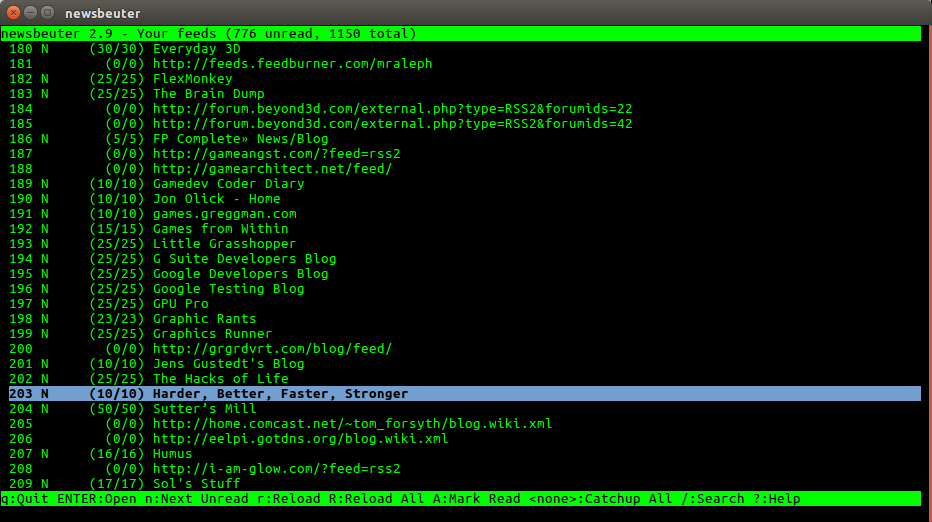 newsbeuter
newsbeuter 2.9 - Your feeds (776 unread, 1150 total)
180 N (30/30) Everyday 3D
181 (0/0) http://feeds.feedburner.com/mraleph
182 N (25/25) FlexMonkey
183 N (25/25) The Brain Dump
184 (0/0) http://forum.beyond3d.com/external.php?type=RSS2&forumids=22
185 (0/0) http://forum.beyond3d.com/external.php?type=RSS2&forumids=42
186 N (5/5) FP Complete» News/Blog
187 (0/0) http://gameangst.com/?feed=rss2
188 (0/0) http://gamearchitect.net/feed/
189 N (10/10) Gamedev Coder Diary
190 N (10/10) Jon Olick - Home
191 N (10/10) games.greggman.com
192 N (15/15) Games from Within
193 N (25/25) Little Grasshopper
194 N (25/25) G Suite Developers Blog
195 N (25/25) Google Developers Blog
196 N (25/25) Google Testing Blog
197 N (25/25) GPU Pro
198 N (23/23) Graphic Rants
199 N (25/25) Graphics Runner
200 (0/0) http://grgrdvrt.com/blog/feed/
201 N (10/10) Jens Gustedt's Blog
202 N (25/25) The Hacks of Life
203 N (10/10) Harder, Better, Faster, Stronger
204 N (50/50) Sutter’s Mill
205 (0/0) http://home.comcast.net/~tom_forsyth/blog.wiki.xml
206 (0/0) http://eelpi.gotdns.org/blog.wiki.xml
207 N (16/16) Humus
208 (0/0) http://i-am-glow.com/?feed=rss2
209 N (17/17) Sol's Stuff
q:Quit ENTER:Open n:Next Unread r:Reload R:Reload All A:Mark Read <none>:Catchup All /:Search ?:Help